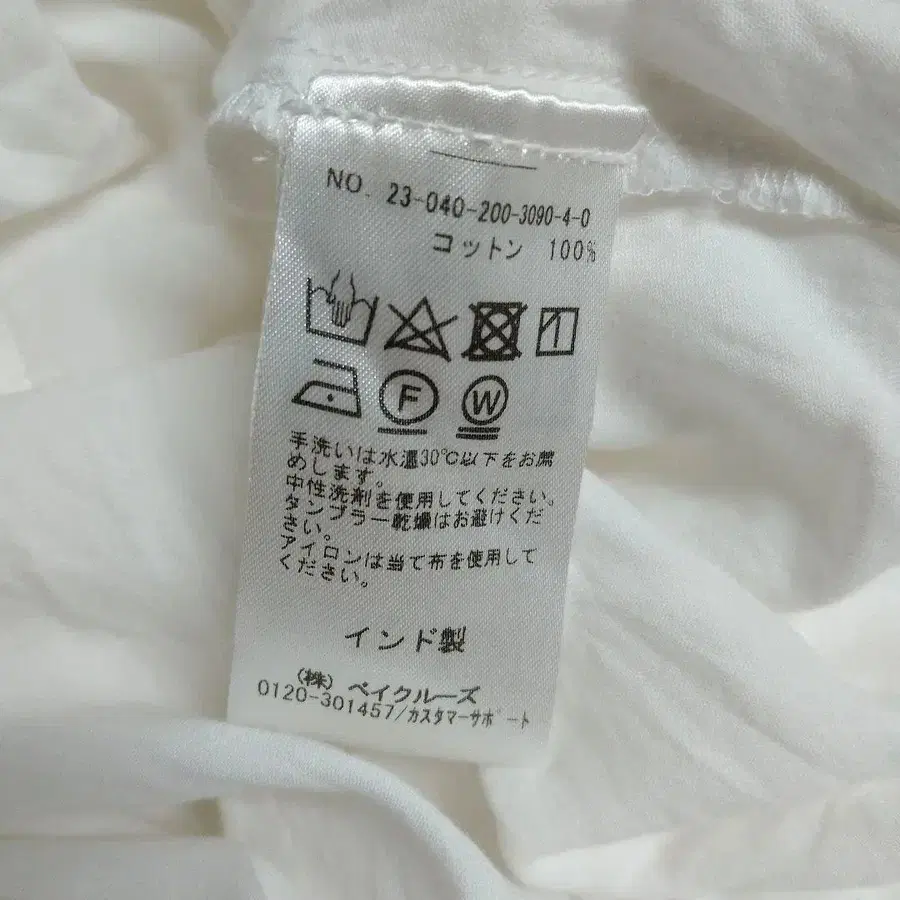 NO. 23-040-200-3090-4-0
コットン 100%
F W
手洗いは水温30℃以下をお薦
めします。
中性洗剤を使用してください。
タンブラー乾燥はお避けくだ
さい。
アイロンは当て布を使用して
ください。
インド製
(株) ベイクルーズ
0120-301457/カスタマーサポート